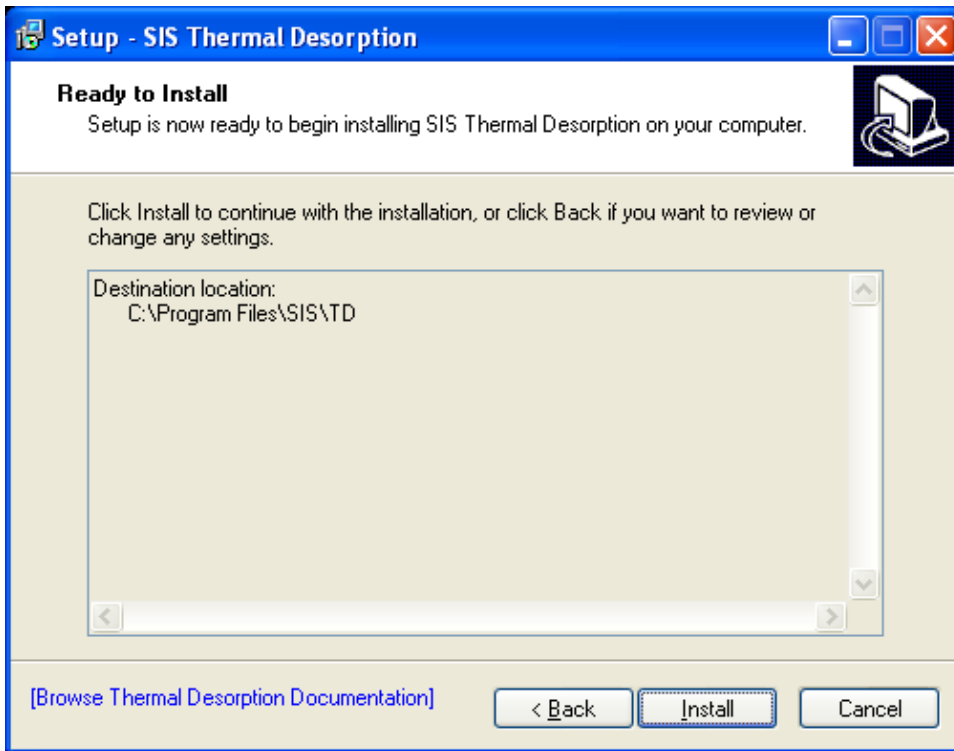 Setup - SIS Thermal Desorption
Ready to Install
Setup is now ready to begin installing SIS Thermal Desorption on your computer.
Click Install to continue with the installation, or click Back if you want to review or
change any settings.
Destination location:
C:\Program Files\SIS\TD
[Browse Thermal Desorption Documentation]
< Back
Install
Cancel